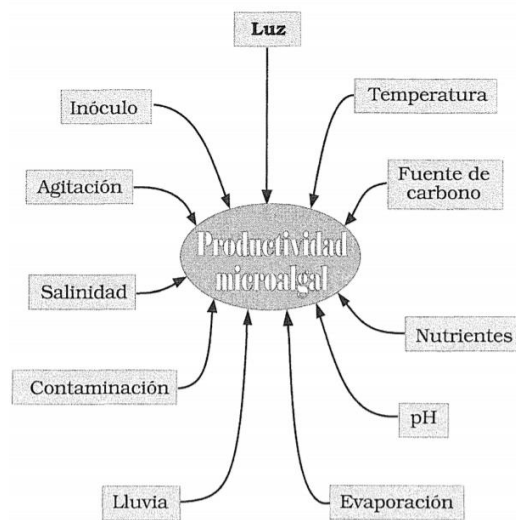 Luz
Inóculo
Temperatura
Agitación
Fuente de
carbono
Productividad
microalgal
Salinidad
Nutrientes
Contaminación
pH
Lluvia
Evaporación